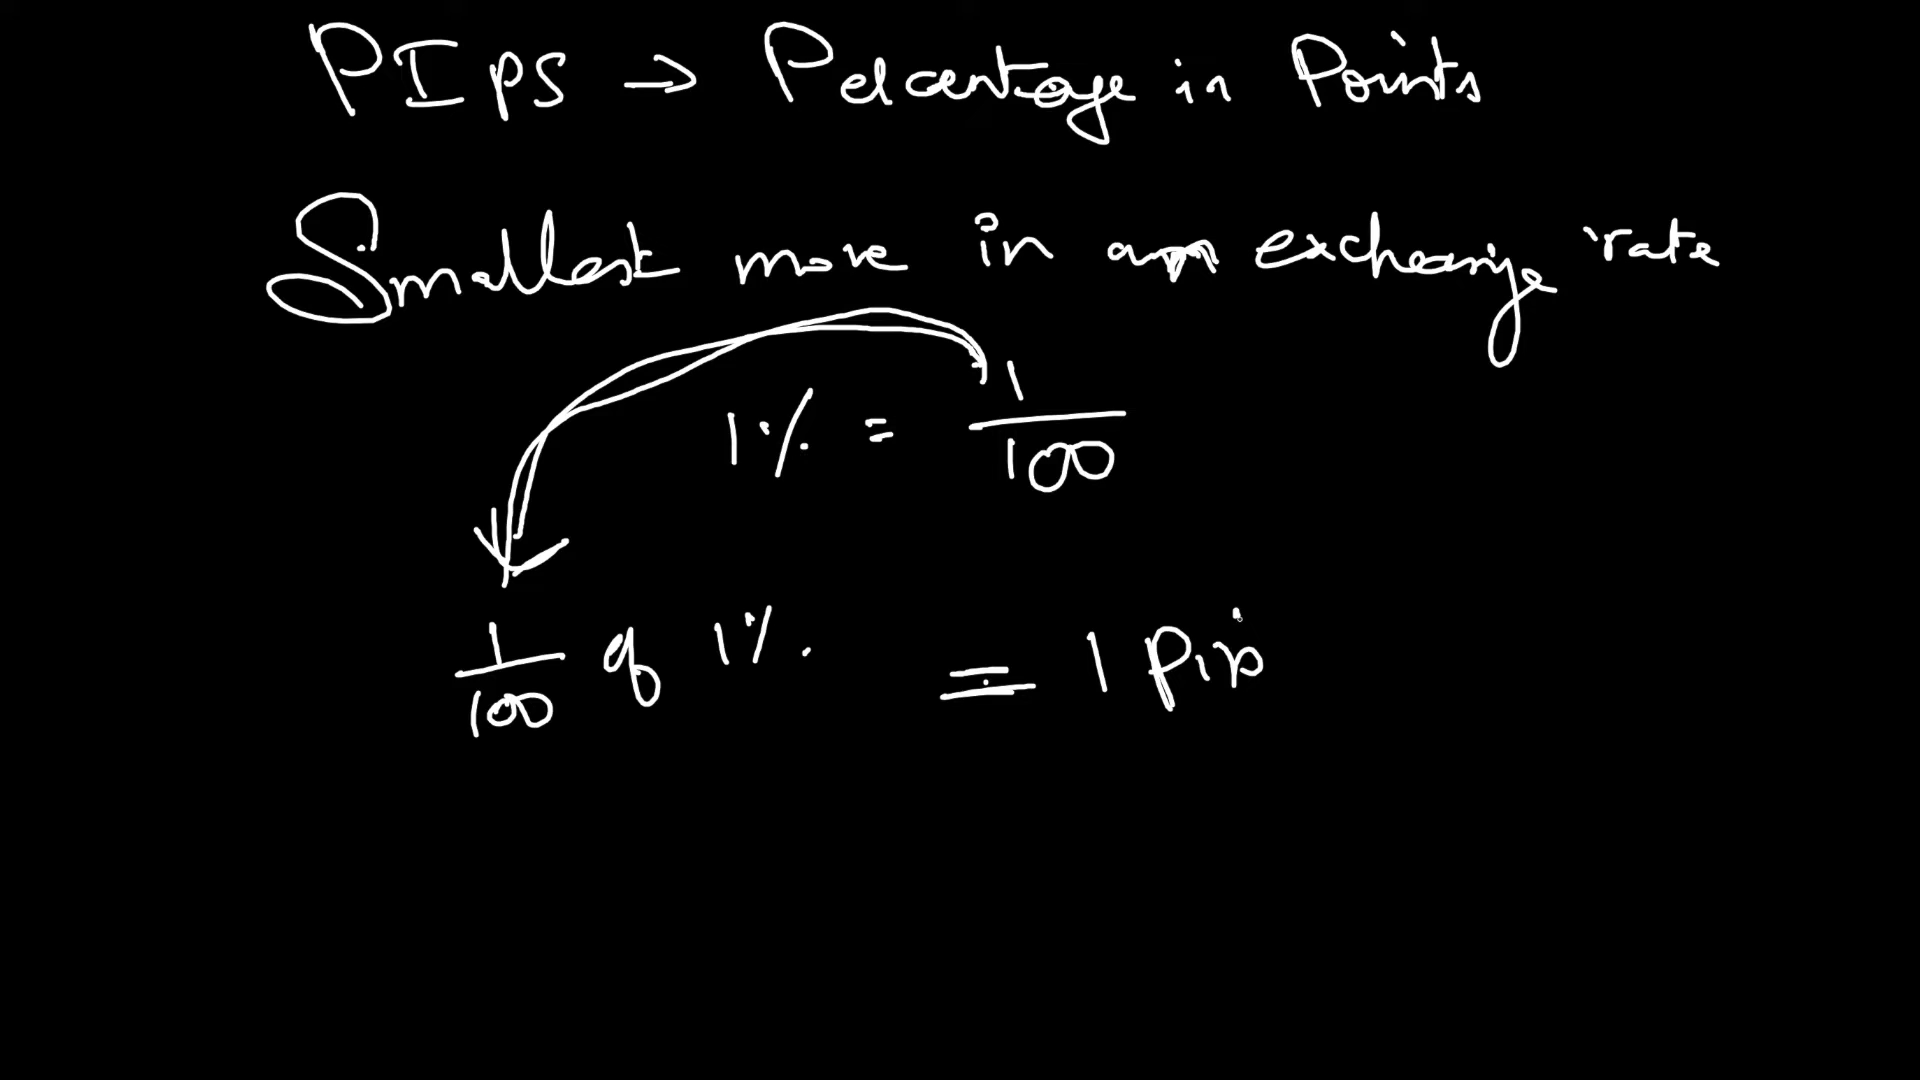 PIPS → Percentage in Points
Smallest move in an exchange rate
1% = 1/100
1/100 of 1% = 1 Pip